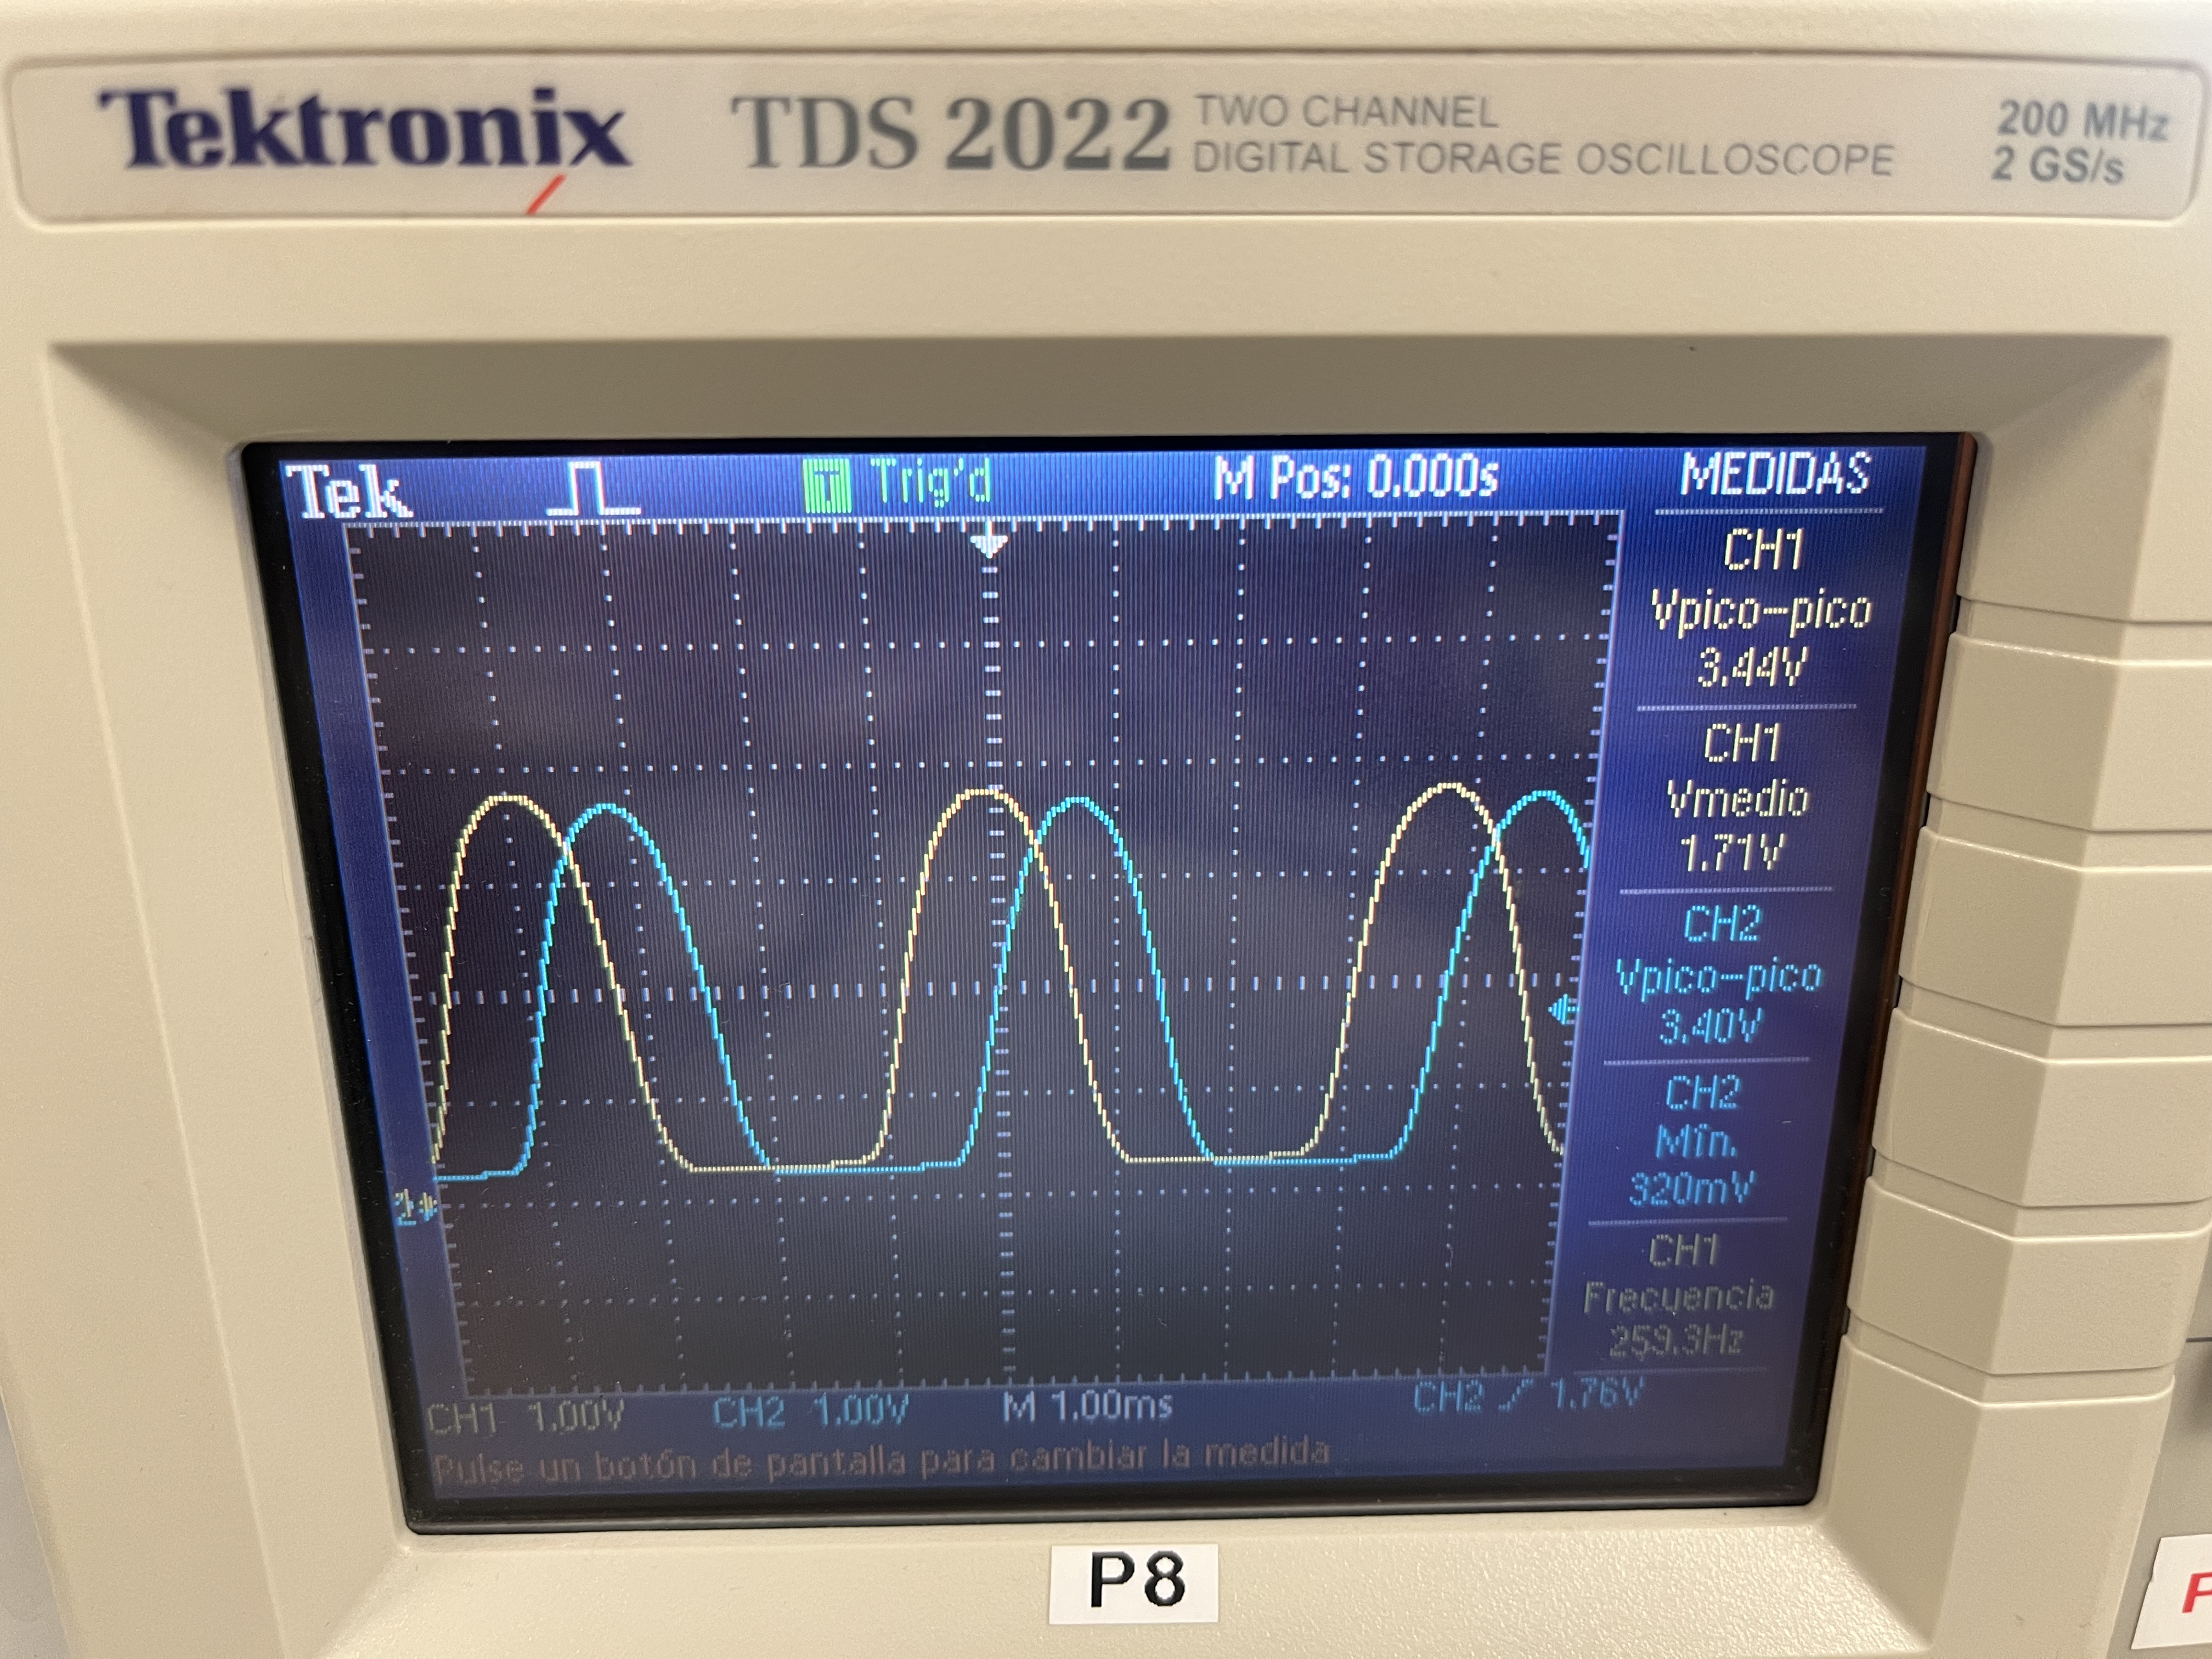 Tektronix
TDS 2022
TWO CHANNEL
DIGITAL STORAGE OSCILLOSCOPE
200 MHz
2 GS/s
Tek
T Trig'd
M Pos: 0.000s
MEDIDAS
CH1
Vpico-pico
3.44V
CH1
Vmedio
1.71V
CH2
Vpico-pico
3.40V
CH2
Mín.
320mV
CH1
Frecuencia
259.3Hz
CH1 1.00V
CH2 1.00V
M 1.00ms
CH2 1.76V
Pulse un botón de pantalla para cambiar la medida
P8